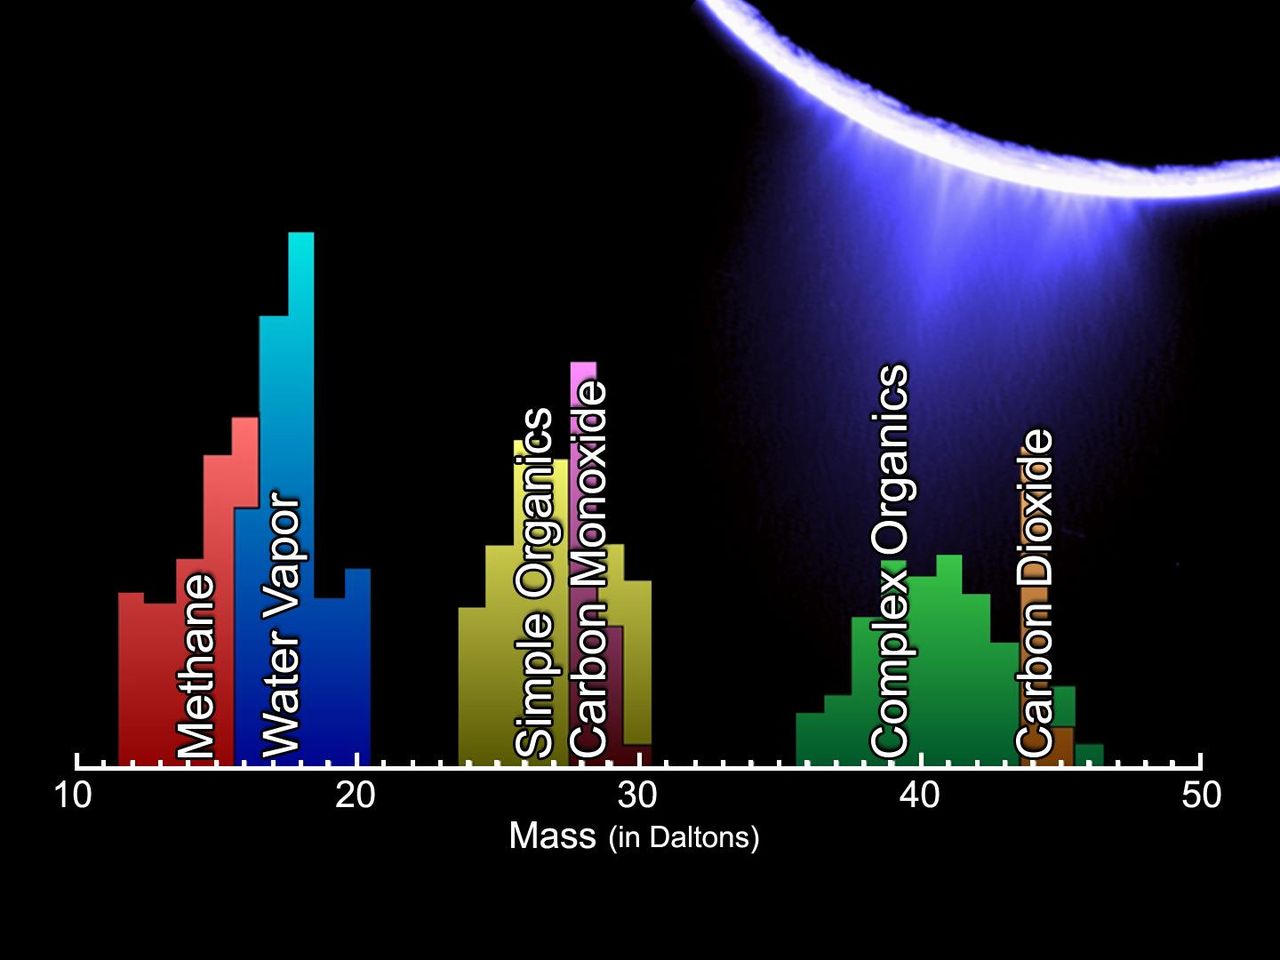 Methane
Water Vapor
Simple Organics
Carbon Monoxide
Complex Organics
Carbon Dioxide
10 20 30 40 50
Mass (in Daltons)